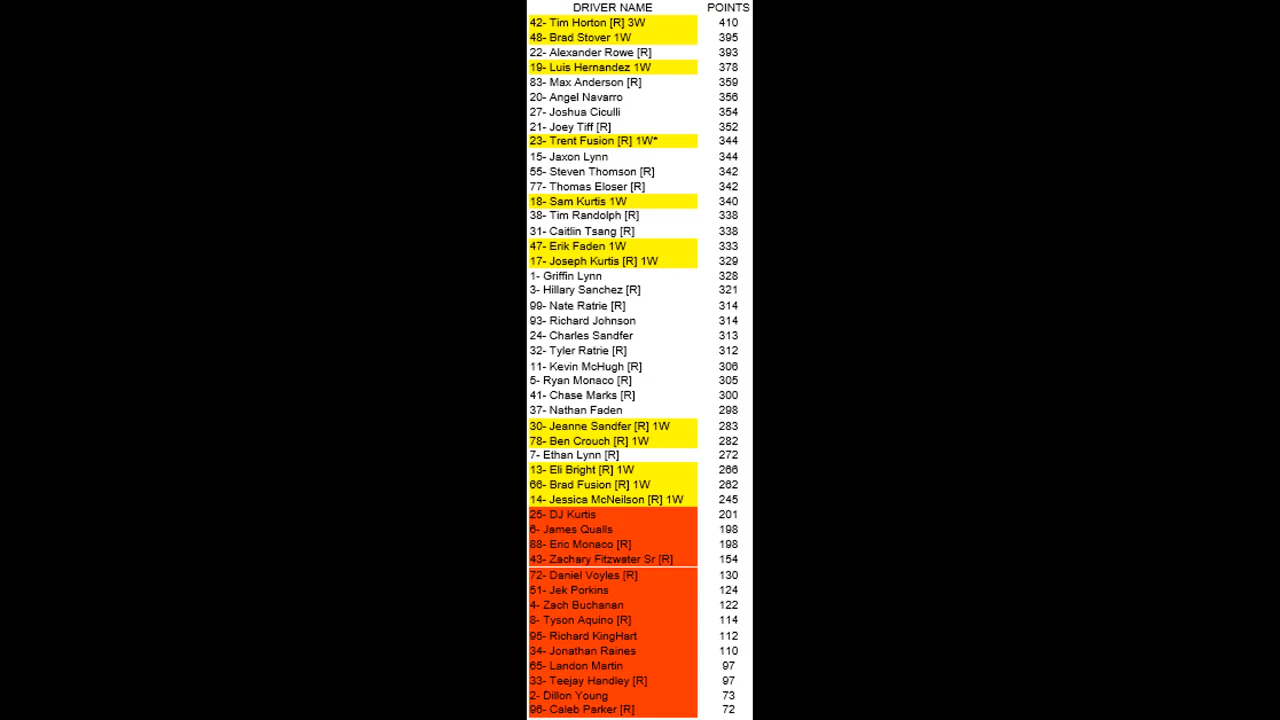 DRIVER NAME POINTS
42- Tim Horton [R] 3W 410
48- Brad Stover 1W 395
22- Alexander Rowe [R] 393
19- Luis Hernandez 1W 378
83- Max Anderson [R] 359
20- Angel Navarro 356
27- Joshua Ciculli 354
21- Joey Tiff [R] 352
23- Trent Fusion [R] 1W* 344
15- Jaxon Lynn 344
55- Steven Thomson [R] 342
77- Thomas Eloser [R] 342
18- Sam Kurtis 1W 340
38- Tim Randolph [R] 338
31- Caitlin Tsang [R] 338
47- Erik Faden 1W 333
17- Joseph Kurtis [R] 1W 329
1- Griffin Lynn 328
3- Hillary Sanchez [R] 321
99- Nate Ratrie [R] 314
93- Richard Johnson 314
24- Charles Sandfer 313
32- Tyler Ratrie [R] 312
11- Kevin McHugh [R] 306
5- Ryan Monaco [R] 305
41- Chase Marks [R] 300
37- Nathan Faden 298
30- Jeanne Sandfer [R] 1W 283
78- Ben Crouch [R] 1W 282
7- Ethan Lynn [R] 272
13- Eli Bright [R] 1W 266
66- Brad Fusion [R] 1W 262
14- Jessica McNeilson [R] 1W 245
25- DJ Kurtis 201
6- James Qualls 198
88- Eric Monaco [R] 198
43- Zachary Fitzwater Sr [R] 154
72- Daniel Voyles [R] 130
51- Jek Porkins 124
4- Zach Buchanan 122
8- Tyson Aquino [R] 114
95- Richard KingHart 112
34- Jonathan Raines 110
65- Landon Martin 97
33- Teejay Handley [R] 97
2- Dillon Young 73
96- Caleb Parker [R] 72